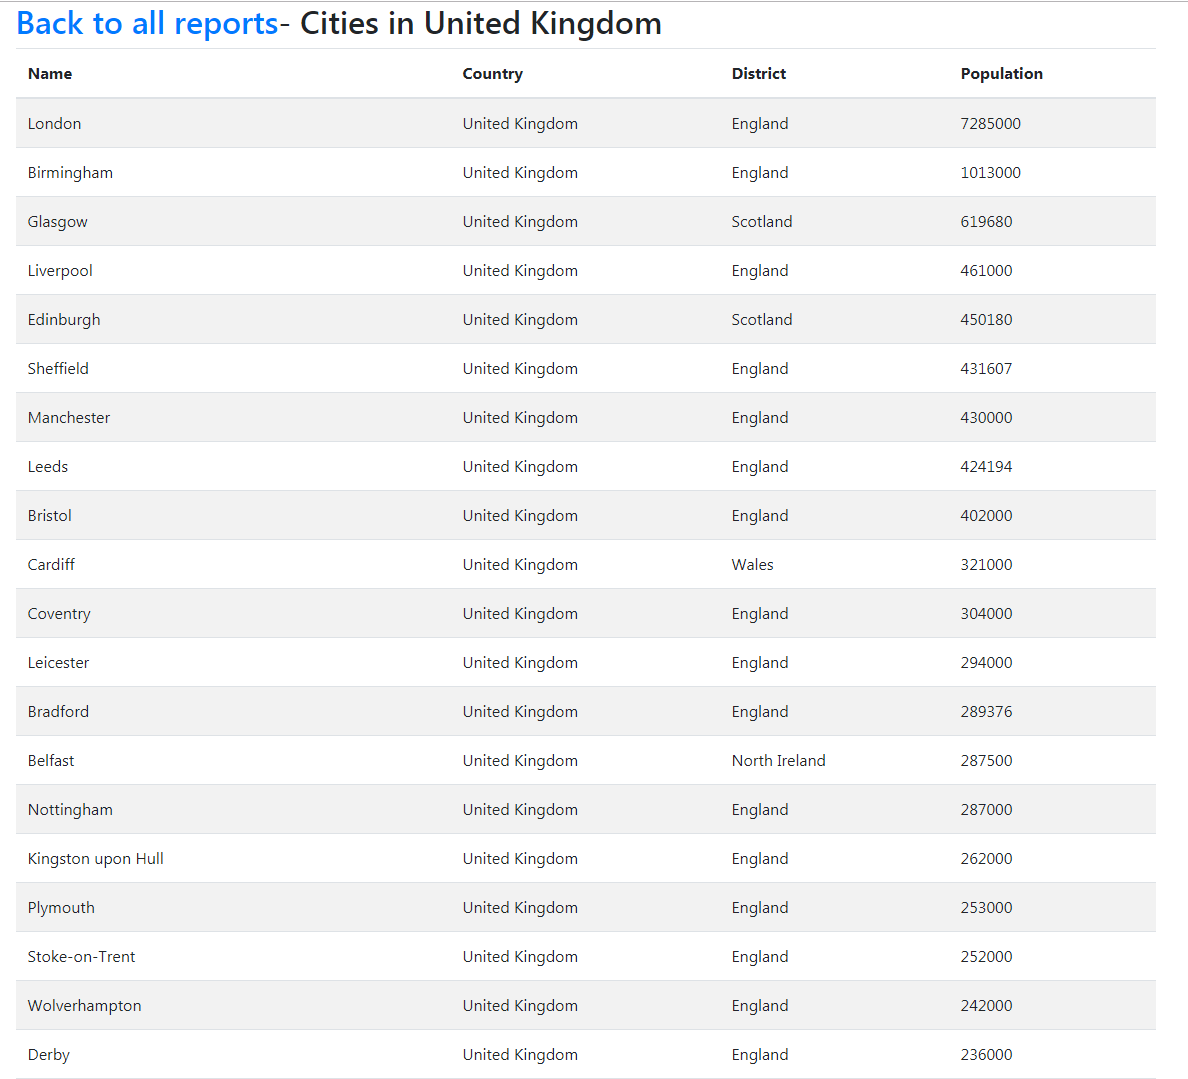 Back to all reports- Cities in United Kingdom
Name Country District Population
London United Kingdom England 7285000
Birmingham United Kingdom England 1013000
Glasgow United Kingdom Scotland 619680
Liverpool United Kingdom England 461000
Edinburgh United Kingdom Scotland 450180
Sheffield United Kingdom England 431607
Manchester United Kingdom England 430000
Leeds United Kingdom England 424194
Bristol United Kingdom England 402000
Cardiff United Kingdom Wales 321000
Coventry United Kingdom England 304000
Leicester United Kingdom England 294000
Bradford United Kingdom England 289376
Belfast United Kingdom North Ireland 287500
Nottingham United Kingdom England 287000
Kingston upon Hull United Kingdom England 262000
Plymouth United Kingdom England 253000
Stoke-on-Trent United Kingdom England 252000
Wolverhampton United Kingdom England 242000
Derby United Kingdom England 236000